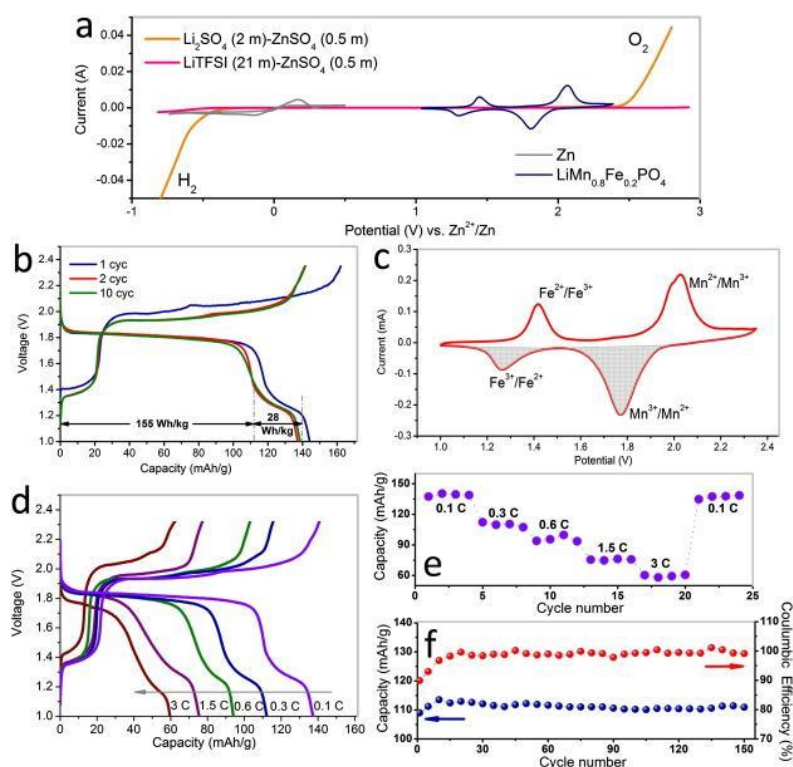 a
Li₂SO₄ (2 m)-ZnSO₄ (0.5 m)
LiTFSI (21 m)-ZnSO₄ (0.5 m)
O₂
H₂
Zn
LiMn₀.₈Fe₀.₂PO₄
Current (A)
0.04
0.02
0.00
-0.02
-0.04
-1
0
1
2
3
Potential (V) vs. Zn²⁺/Zn
b
1 cyc
2 cyc
10 cyc
Voltage (V)
2.4
2.2
2.0
1.8
1.6
1.4
1.2
1.0
155 Wh/kg
28
Wh/kg
0 20 40 60 80 100 120 140 160
Capacity (mAh/g)
c
Fe²⁺/Fe³⁺
Mn²⁺/Mn³⁺
Fe³⁺/Fe²⁺
Mn³⁺/Mn²⁺
Current (mA)
0.3
0.2
0.1
0.0
-0.1
-0.2
-0.3
1.0 1.2 1.4 1.6 1.8 2.0 2.2 2.4
Potential (V)
d
Voltage (V)
2.4
2.2
2.0
1.8
1.6
1.4
1.2
1.0
3 C 1.5 C 0.6 C 0.3 C 0.1 C
0 20 40 60 80 100 120 140 160
Capacity (mAh/g)
e
Capacity (mAh/g)
150
120
90
60
0.1 C
0.3 C
0.6 C
1.5 C
3 C
0.1 C
0 5 10 15 20 25
Cycle number
f
Capacity (mAh/g)
140
130
120
110
100
Coulumbic Efficiency (%)
110
100
90
80
70
0 30 60 90 120 150
Cycle number